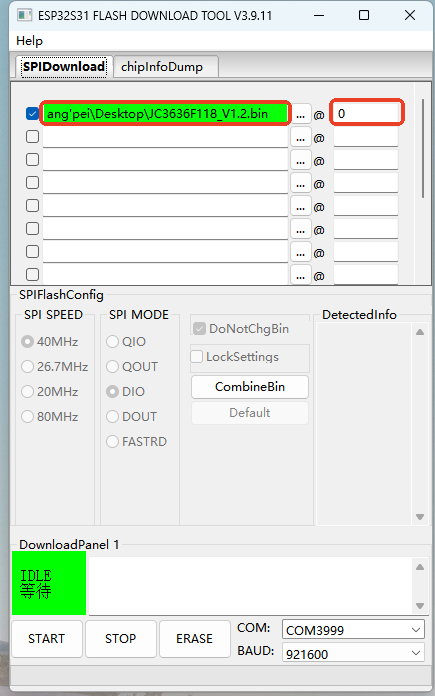 ESP32S31 FLASH DOWNLOAD TOOL V3.9.11
Help
SPIDownload chipInfoDump
ang'pei\Desktop\JC3636F118_V1.2.bin ... @ 0
... @
... @
... @
... @
... @
... @
... @
SPIFlashConfig
SPI SPEED
40MHz
26.7MHz
20MHz
80MHz
SPI MODE
QIO
QOUT
DIO
DOUT
FASTRD
DoNotChgBin
LockSettings
CombineBin
Default
DetectedInfo
DownloadPanel 1
IDLE
等待
START STOP ERASE
COM: COM3999
BAUD: 921600